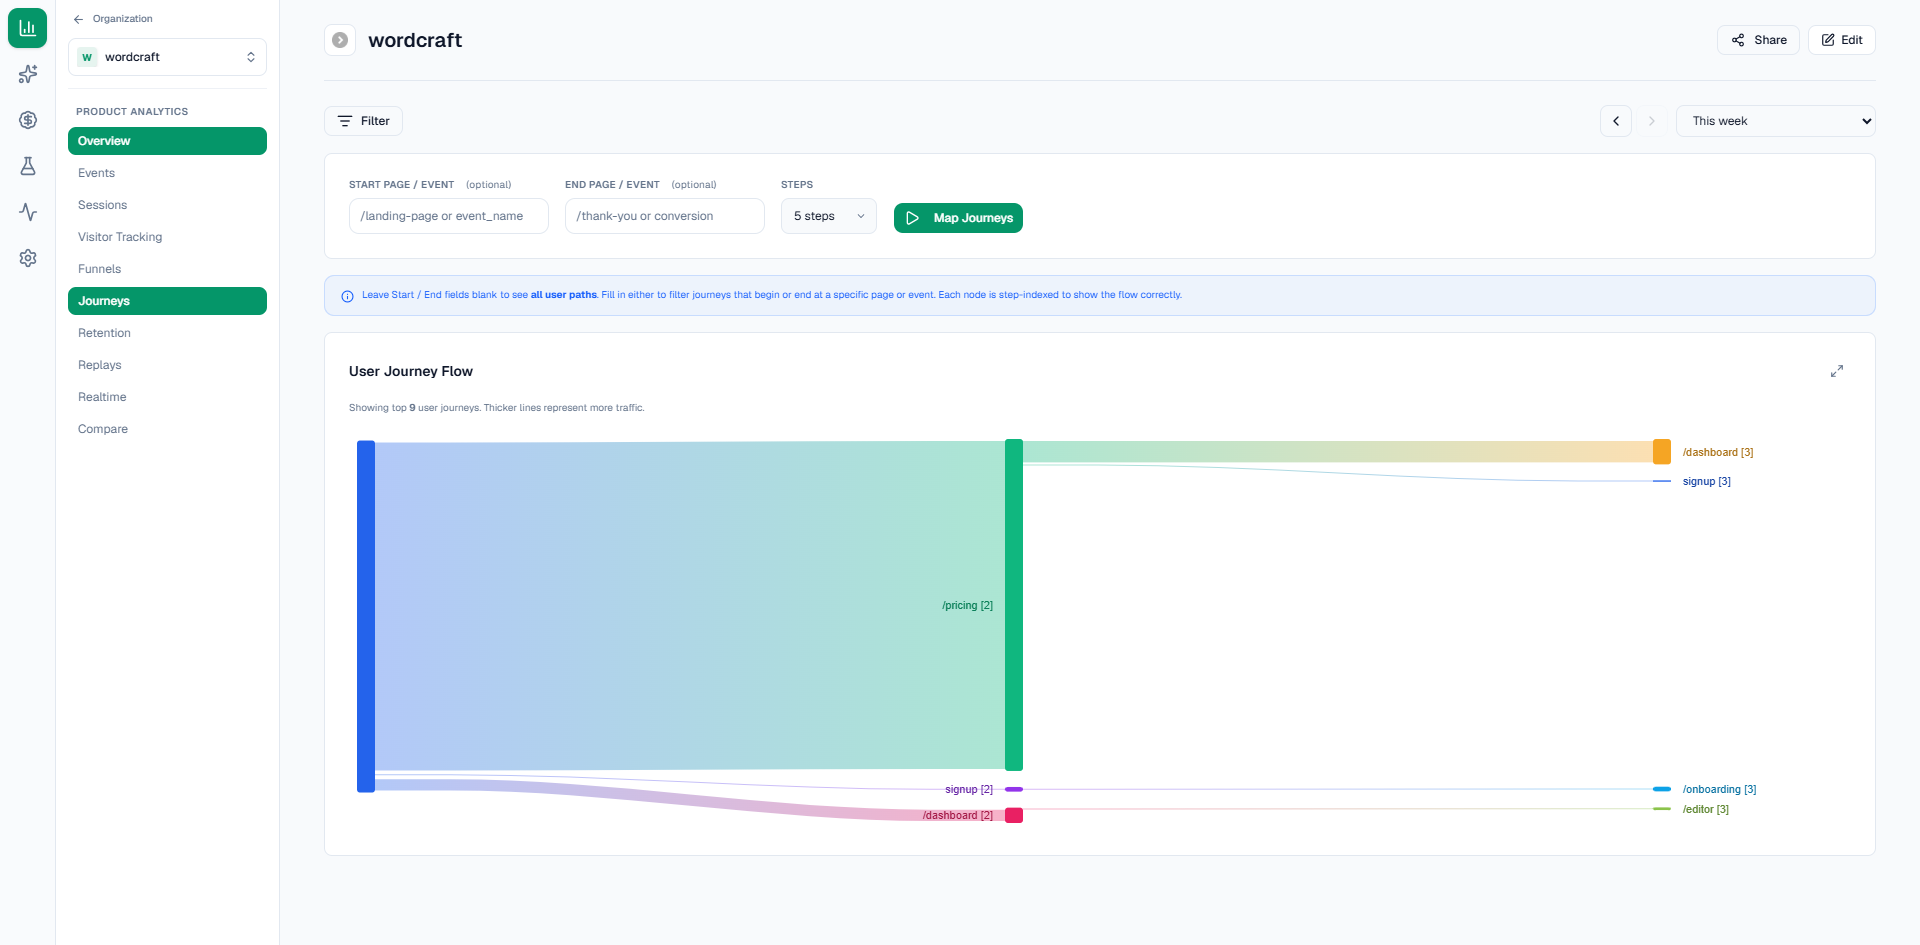 Organization
W wordcraft
PRODUCT ANALYTICS
Overview
Events
Sessions
Visitor Tracking
Funnels
Journeys
Retention
Replays
Realtime
Compare
wordcraft
Share
Edit
Filter
This week
START PAGE / EVENT (optional)
/landing-page or event_name
END PAGE / EVENT (optional)
/thank-you or conversion
STEPS
5 steps
Map Journeys
Leave Start / End fields blank to see all user paths. Fill in either to filter journeys that begin or end at a specific page or event. Each node is step-indexed to show the flow correctly.
User Journey Flow
Showing top 9 user journeys. Thicker lines represent more traffic.
/dashboard [3]
signup [3]
/pricing [2]
signup [2]
/onboarding [3]
/editor [3]
/dashboard [2]